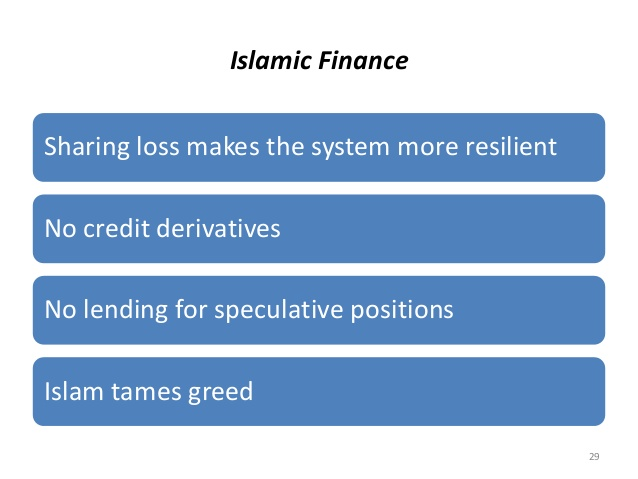 Islamic Finance
Sharing loss makes the system more resilient
No credit derivatives
No lending for speculative positions
Islam tames greed
29